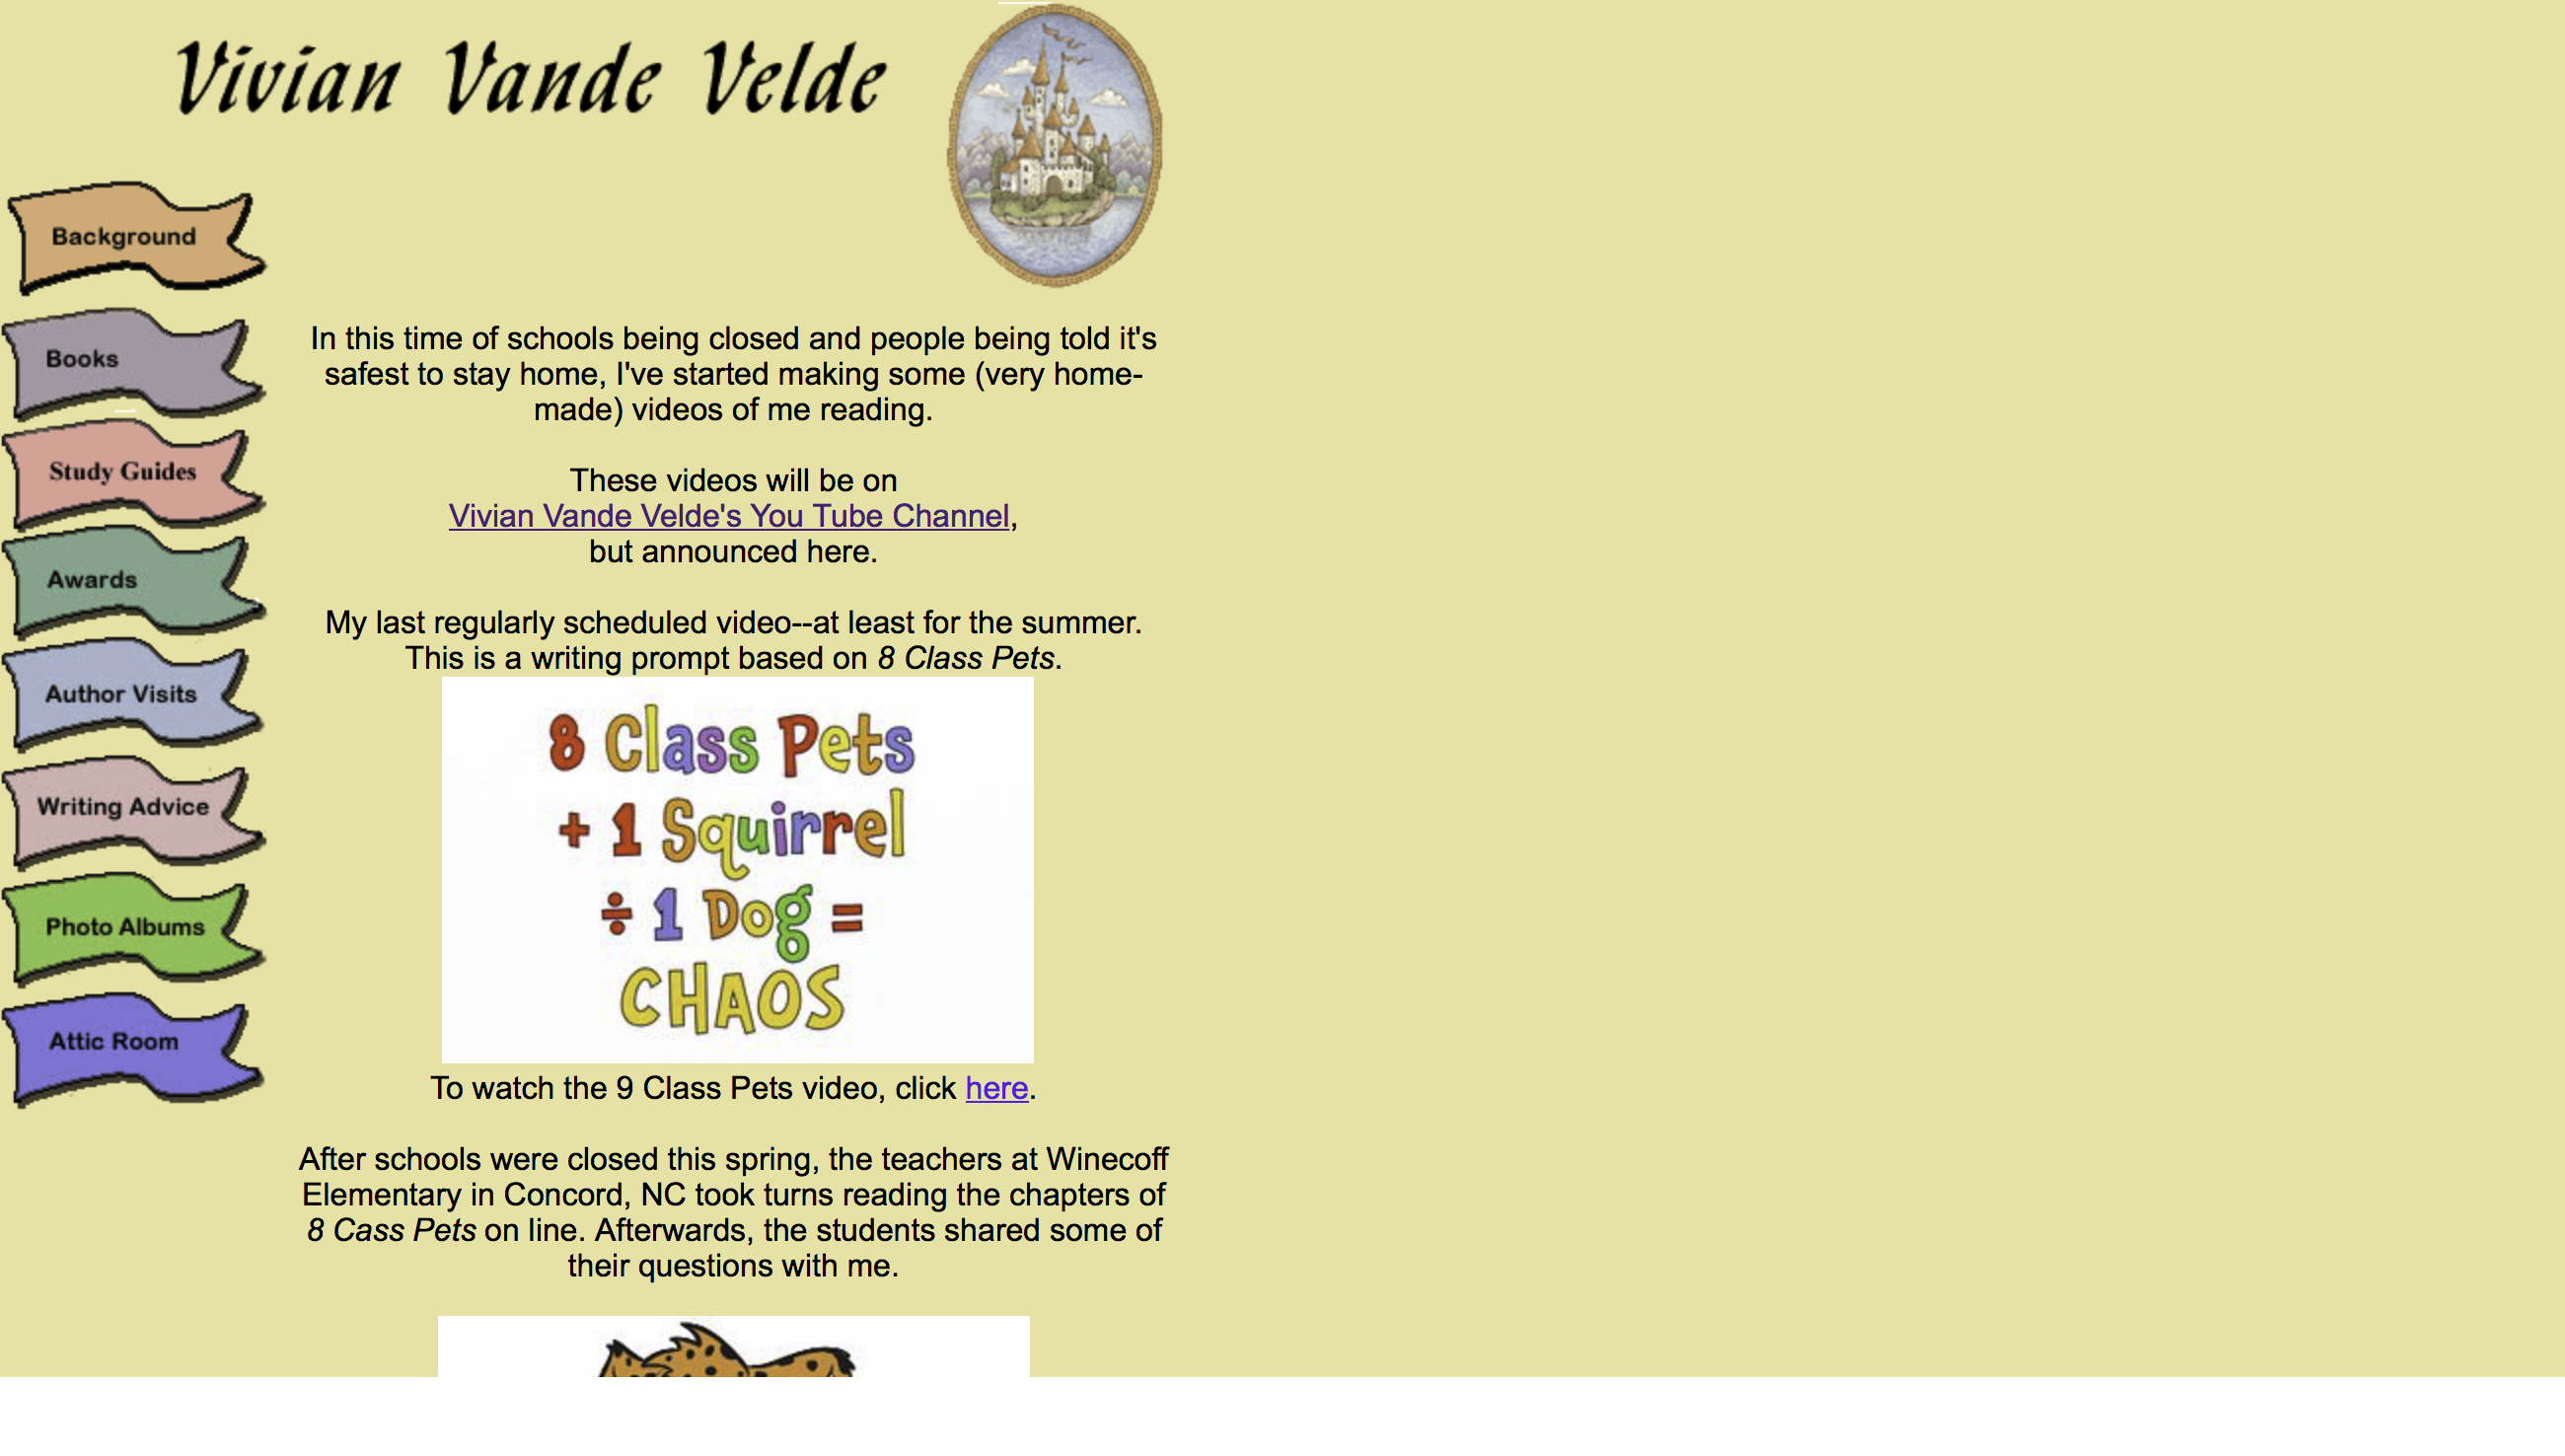 Vivian Vande Velde
Background
Books
Study Guides
Awards
Author Visits
Writing Advice
Photo Albums
Attic Room
In this time of schools being closed and people being told it's
safest to stay home, I've started making some (very home-
made) videos of me reading.
These videos will be on
Vivian Vande Velde's You Tube Channel,
but announced here.
My last regularly scheduled video--at least for the summer.
This is a writing prompt based on 8 Class Pets.
8 Class Pets
+ 1 Squirrel
÷ 1 Dog =
CHAOS
To watch the 9 Class Pets video, click here.
After schools were closed this spring, the teachers at Winecoff
Elementary in Concord, NC took turns reading the chapters of
8 Cass Pets on line. Afterwards, the students shared some of
their questions with me.